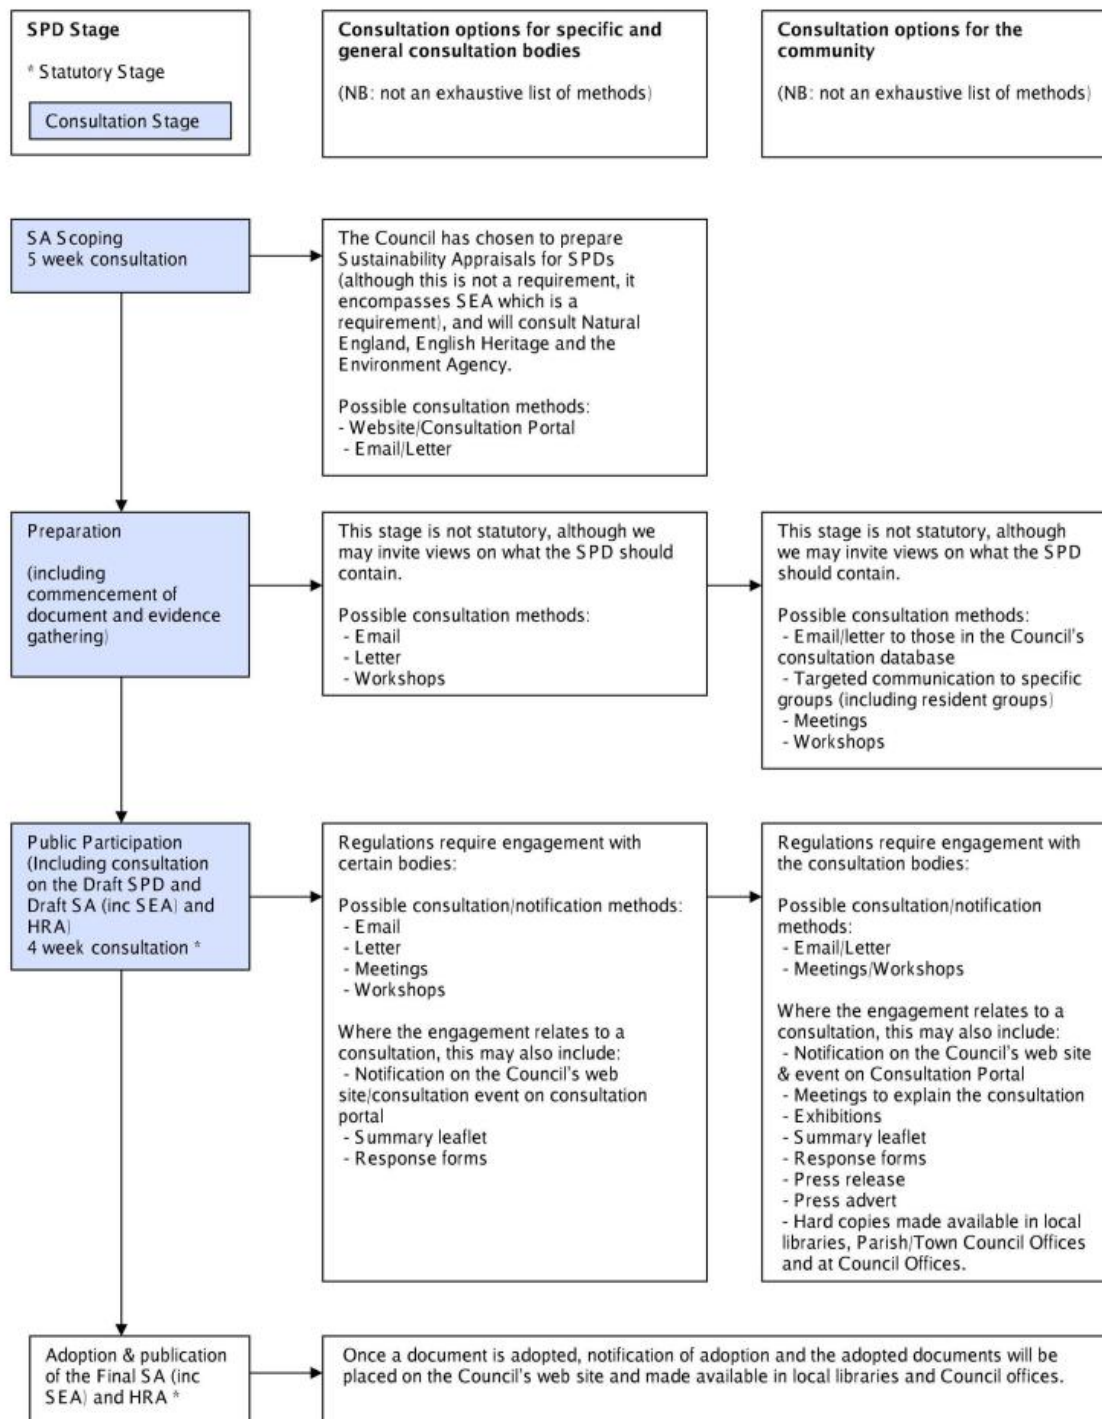 SPD Stage
* Statutory Stage
Consultation Stage
Consultation options for specific and
general consultation bodies
(NB: not an exhaustive list of methods)
Consultation options for the
community
(NB: not an exhaustive list of methods)
SA Scoping
5 week consultation
The Council has chosen to prepare
Sustainability Appraisals for SPDs
(although this is not a requirement, it
encompasses SEA which is a
requirement), and will consult Natural
England, English Heritage and the
Environment Agency.
Possible consultation methods:
- Website/Consultation Portal
- Email/Letter
Preparation
(including
commencement of
document and evidence
gathering)
This stage is not statutory, although we
may invite views on what the SPD should
contain.
Possible consultation methods:
- Email
- Letter
- Workshops
This stage is not statutory, although
we may invite views on what the SPD
should contain.
Possible consultation methods:
- Email/letter to those in the Council's
consultation database
- Targeted communication to specific
groups (including resident groups)
- Meetings
- Workshops
Public Participation
(Including consultation
on the Draft SPD and
Draft SA (inc SEA) and
HRA)
4 week consultation *
Regulations require engagement with
certain bodies:
Possible consultation/notification methods:
- Email
- Letter
- Meetings
- Workshops
Where the engagement relates to a
consultation, this may also include:
- Notification on the Council's web
site/consultation event on consultation
portal
- Summary leaflet
- Response forms
Regulations require engagement with
the consultation bodies:
Possible consultation/notification
methods:
- Email/Letter
- Meetings/Workshops
Where the engagement relates to a
consultation, this may also include:
- Notification on the Council's web site
& event on Consultation Portal
- Meetings to explain the consultation
- Exhibitions
- Summary leaflet
- Response forms
- Press release
- Press advert
- Hard copies made available in local
libraries, Parish/Town Council Offices
and at Council Offices.
Adoption & publication
of the Final SA (inc
SEA) and HRA *
Once a document is adopted, notification of adoption and the adopted documents will be
placed on the Council's web site and made available in local libraries and Council offices.